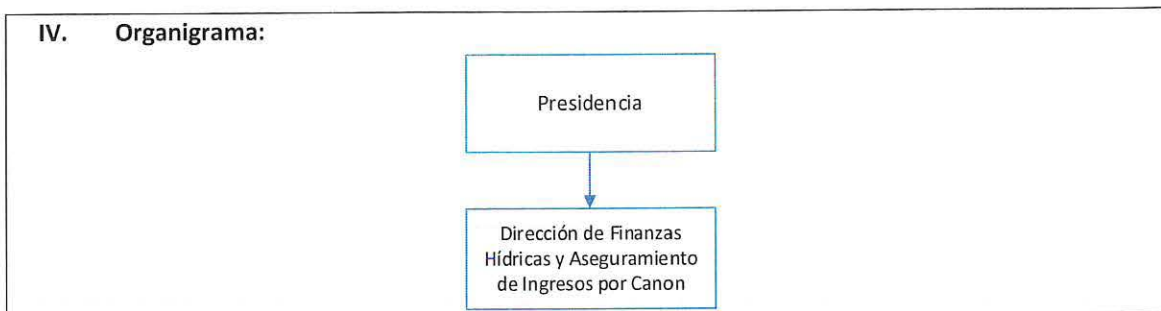 IV. Organigrama:
Presidencia
Dirección de Finanzas
Hídricas y Aseguramiento
de Ingresos por Canon